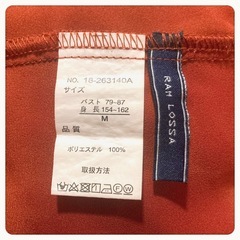 NO. 18-263140A
サイズ
バスト 79-87
身 長 154-162
M
品質
ポリエステル 100%
取扱方法
RAN LOSSA